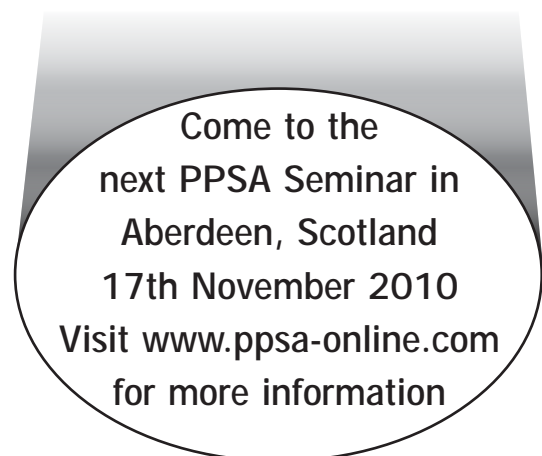 Come to the
next PPSA Seminar in
Aberdeen, Scotland
17th November 2010
Visit www.ppsa-online.com
for more information